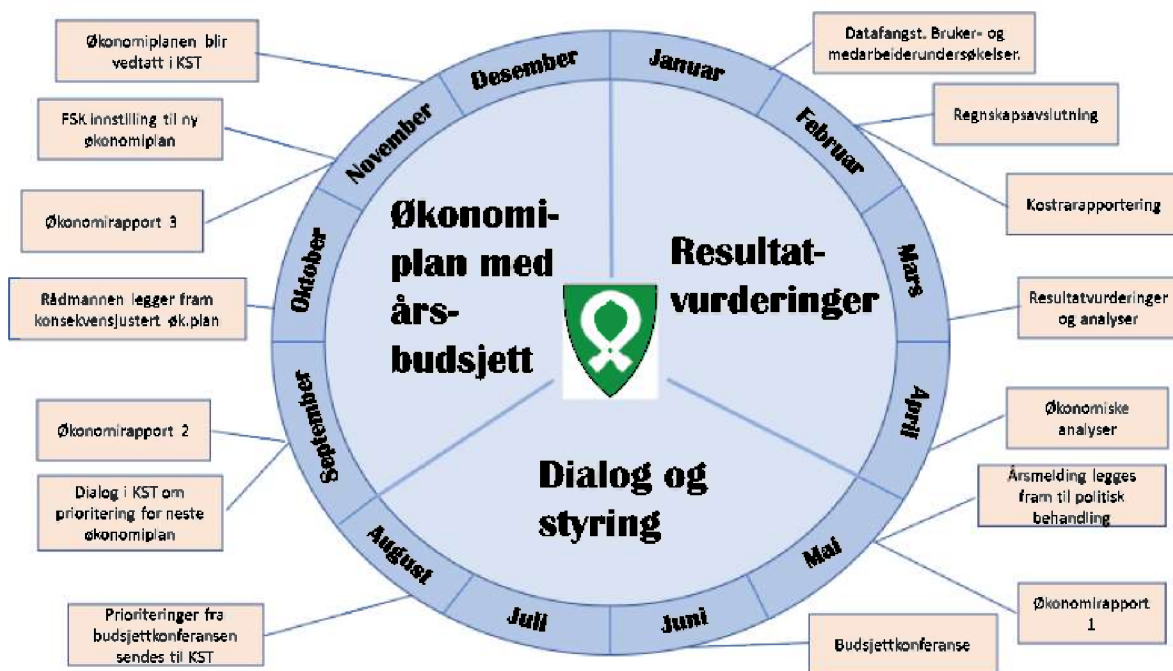 Desember
Januar
Februar
Mars
April
Mai
Juni
Juli
August
September
Oktober
November
Økonomi-
plan med
års-
budsjett
Resultat-
vurderinger
Dialog og
styring
Datafangst. Bruker- og
medarbeiderundersøkelser.
Regnskapsavslutning
Kostrarapportering
Resultatvurderinger
og analyser
Økonomiske
analyser
Årsmelding legges
fram til politisk
behandling
Økonomirapport
1
Budsjettkonferanse
Prioriteringer fra
budsjettkonferansen
sendes til KST
Dialog i KST om
prioritering for neste
økonomiplan
Økonomirapport 2
Rådmannen legger fram
konsekvensjustert øk.plan
Økonomirapport 3
FSK innstilling til ny
økonomiplan
Økonomiplanen blir
vedtatt i KST